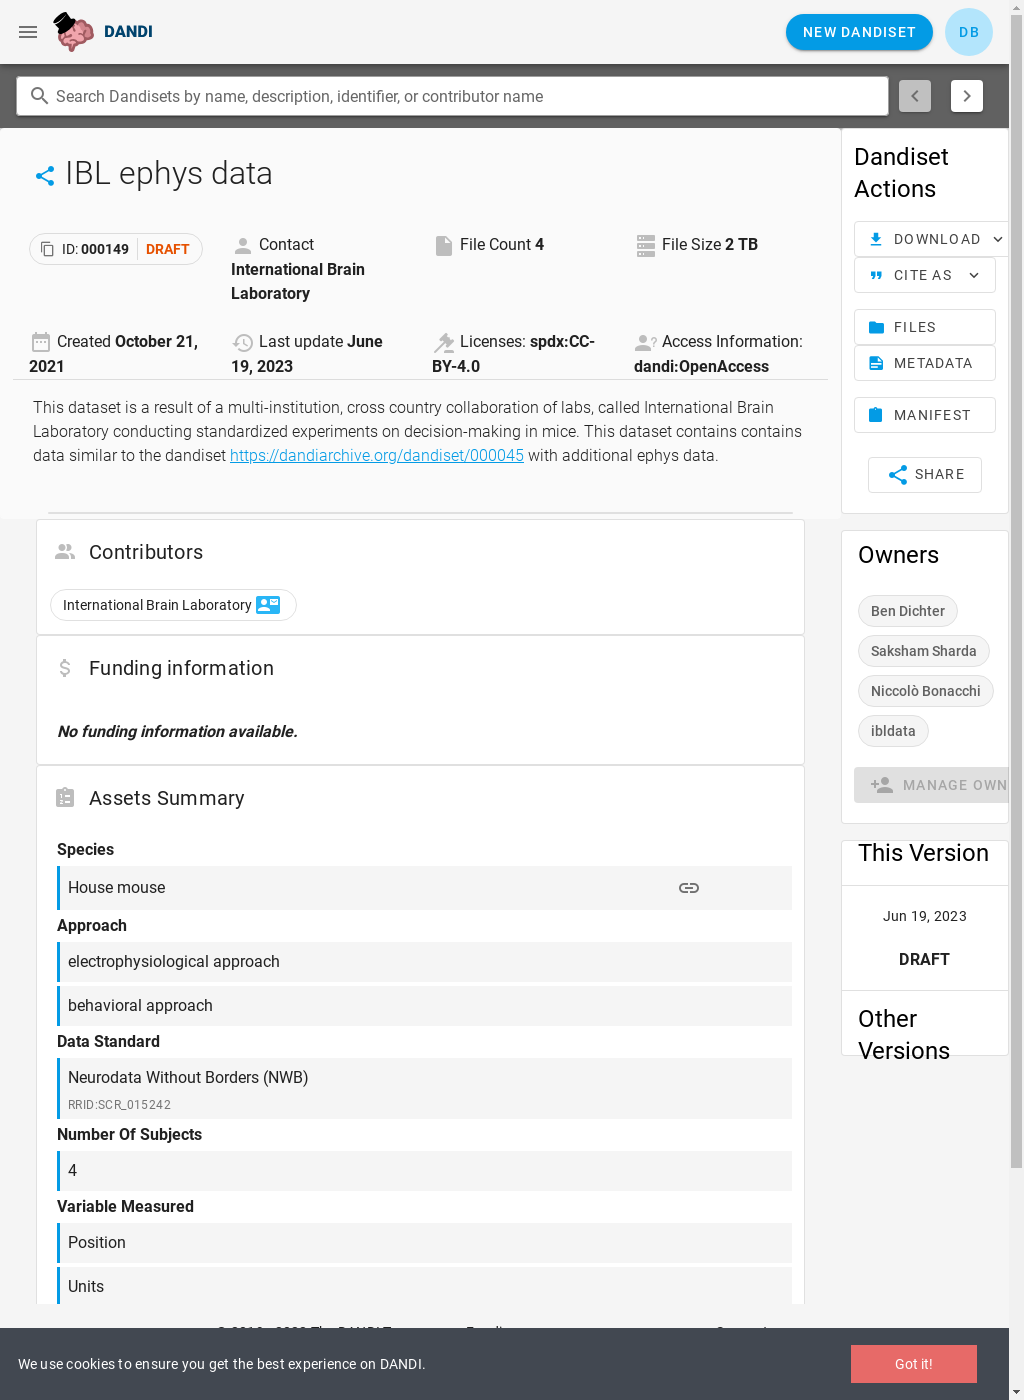 DANDI
NEW DANDISET
DB
Search Dandisets by name, description, identifier, or contributor name
IBL ephys data
ID: 000149 DRAFT
Contact
International Brain
Laboratory
File Count 4
File Size 2 TB
Created October 21,
2021
Last update June
19, 2023
Licenses: spdx:CC-
BY-4.0
Access Information:
dandi:OpenAccess
This dataset is a result of a multi-institution, cross country collaboration of labs, called International Brain
Laboratory conducting standardized experiments on decision-making in mice. This dataset contains contains
data similar to the dandiset https://dandiarchive.org/dandiset/000045 with additional ephys data.
Contributors
International Brain Laboratory
Funding information
No funding information available.
Assets Summary
Species
House mouse
Approach
electrophysiological approach
behavioral approach
Data Standard
Neurodata Without Borders (NWB)
RRID:SCR_015242
Number Of Subjects
4
Variable Measured
Position
Units
Dandiset
Actions
DOWNLOAD
CITE AS
FILES
METADATA
MANIFEST
SHARE
Owners
Ben Dichter
Saksham Sharda
Niccolò Bonacchi
ibldata
MANAGE OWN
This Version
Jun 19, 2023
DRAFT
Other
Versions
We use cookies to ensure you get the best experience on DANDI.
Got it!